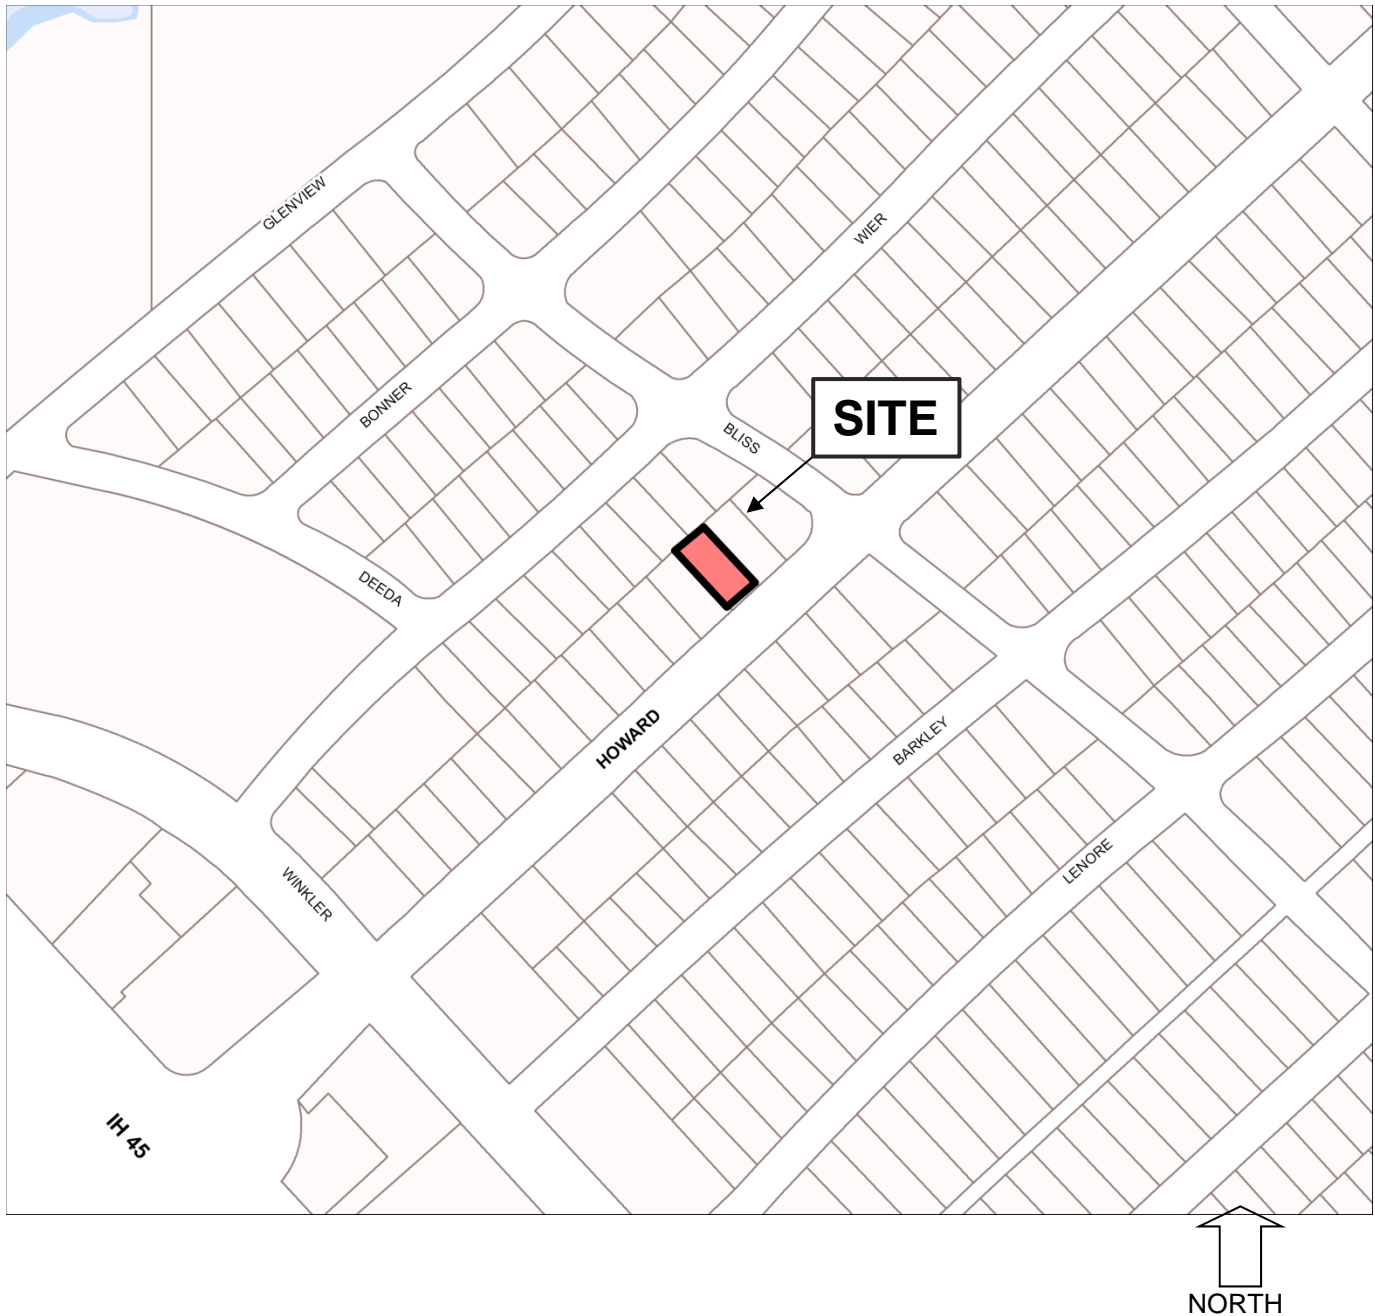 GLENVIEW
WIER
BONNER
SITE
BLISS
DEEDA
HOWARD
BARKLEY
LENORE
WINKLER
IH 45
NORTH